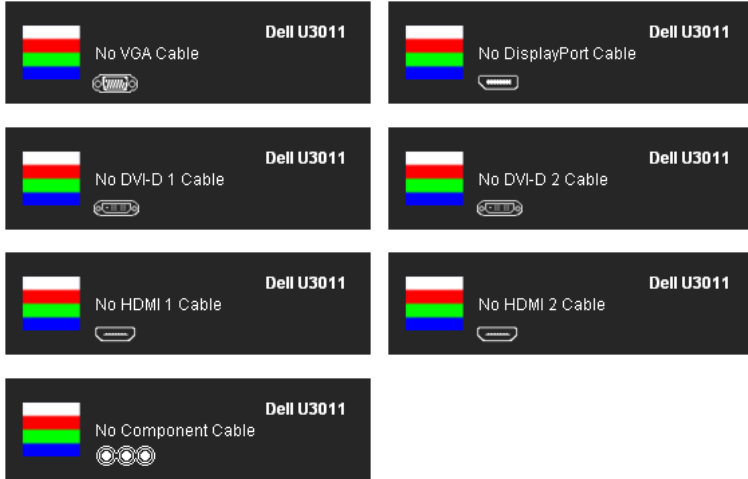 Dell U3011
No VGA Cable
Dell U3011
No DisplayPort Cable
Dell U3011
No DVI-D 1 Cable
Dell U3011
No DVI-D 2 Cable
Dell U3011
No HDMI 1 Cable
Dell U3011
No HDMI 2 Cable
Dell U3011
No Component Cable